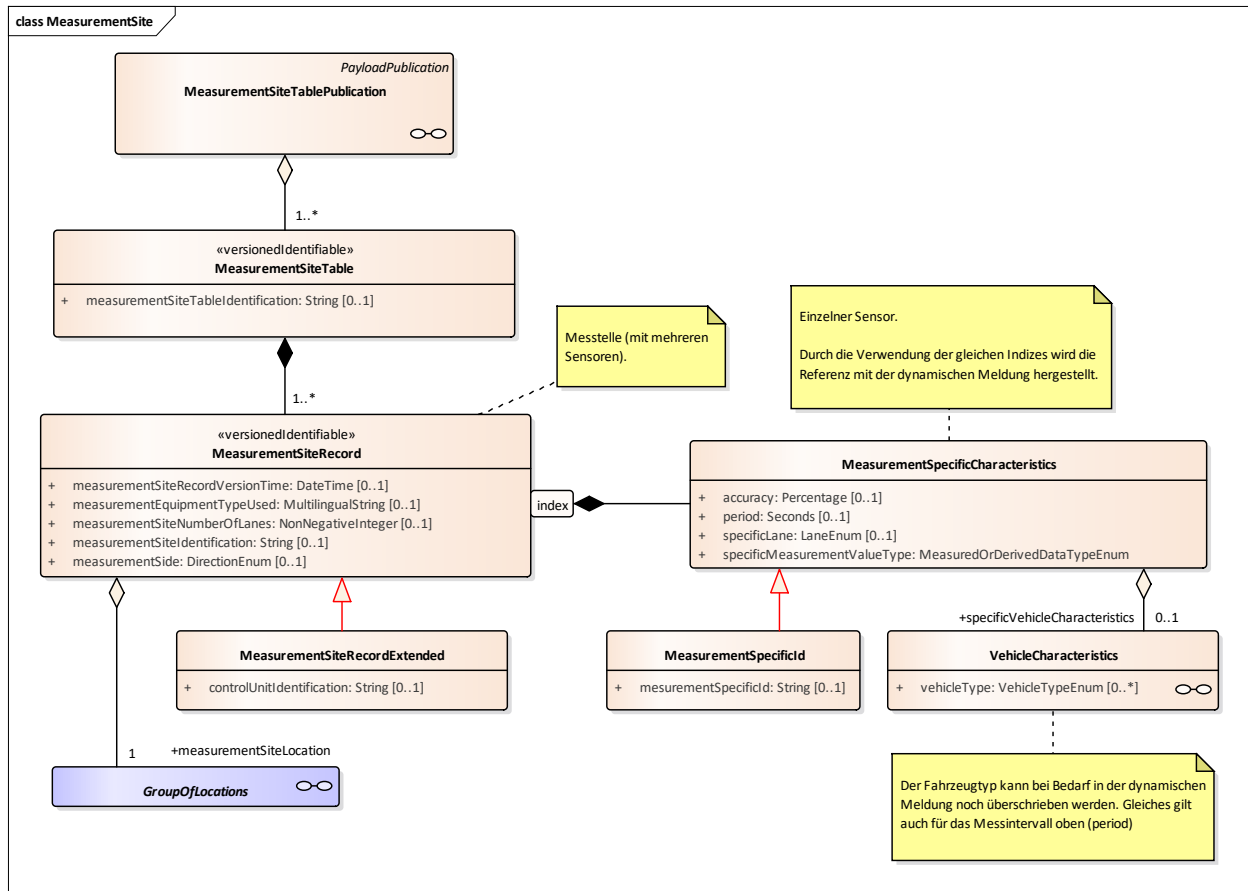 class MeasurementSite
PayloadPublication
MeasurementSiteTablePublication
1..*
«versionedIdentifiable»
MeasurementSiteTable
+ measurementSiteTableIdentification: String [0..1]
1..*
Messtelle (mit mehreren
Sensoren).
Einzelner Sensor.
Durch die Verwendung der gleichen Indizes wird die
Referenz mit der dynamischen Meldung hergestellt.
«versionedIdentifiable»
MeasurementSiteRecord
+ measurementSiteRecordVersionTime: DateTime [0..1]
+ measurementEquipmentTypeUsed: MultilingualString [0..1]
+ measurementSiteNumberOfLanes: NonNegativeInteger [0..1]
+ measurementSiteIdentification: String [0..1]
+ measurementSide: DirectionEnum [0..1]
index
MeasurementSpecificCharacteristics
+ accuracy: Percentage [0..1]
+ period: Seconds [0..1]
+ specificLane: LaneEnum [0..1]
+ specificMeasurementValueType: MeasuredOrDerivedDataTypeEnum
+specificVehicleCharacteristics 0..1
MeasurementSiteRecordExtended
+ controlUnitIdentification: String [0..1]
MeasurementSpecificId
+ mesurementSpecificId: String [0..1]
VehicleCharacteristics
+ vehicleType: VehicleTypeEnum [0..*]
1 +measurementSiteLocation
GroupOfLocations
Der Fahrzeugtyp kann bei Bedarf in der dynamischen
Meldung noch überschrieben werden. Gleiches gilt
auch für das Messintervall oben (period)